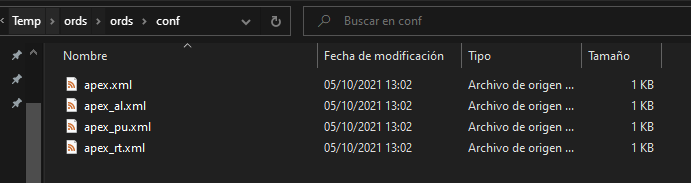 Temp > ords > ords > conf
Buscar en conf
Nombre Fecha de modificación Tipo Tamaño
apex.xml 05/10/2021 13:02 Archivo de origen ... 1 KB
apex_al.xml 05/10/2021 13:02 Archivo de origen ... 1 KB
apex_pu.xml 05/10/2021 13:02 Archivo de origen ... 1 KB
apex_rt.xml 05/10/2021 13:02 Archivo de origen ... 1 KB